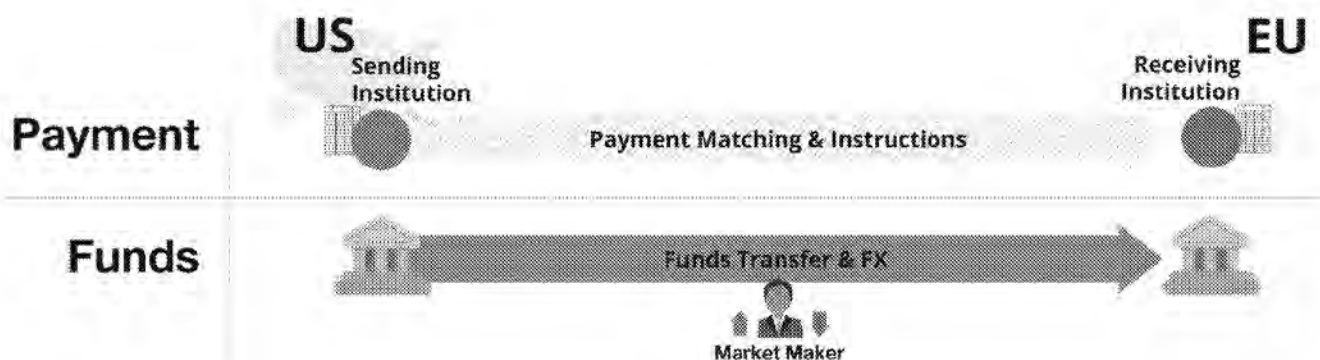 US
EU
Sending
Institution
Receiving
Institution
Payment
Payment Matching & Instructions
Funds
Funds Transfer & FX
Market Maker